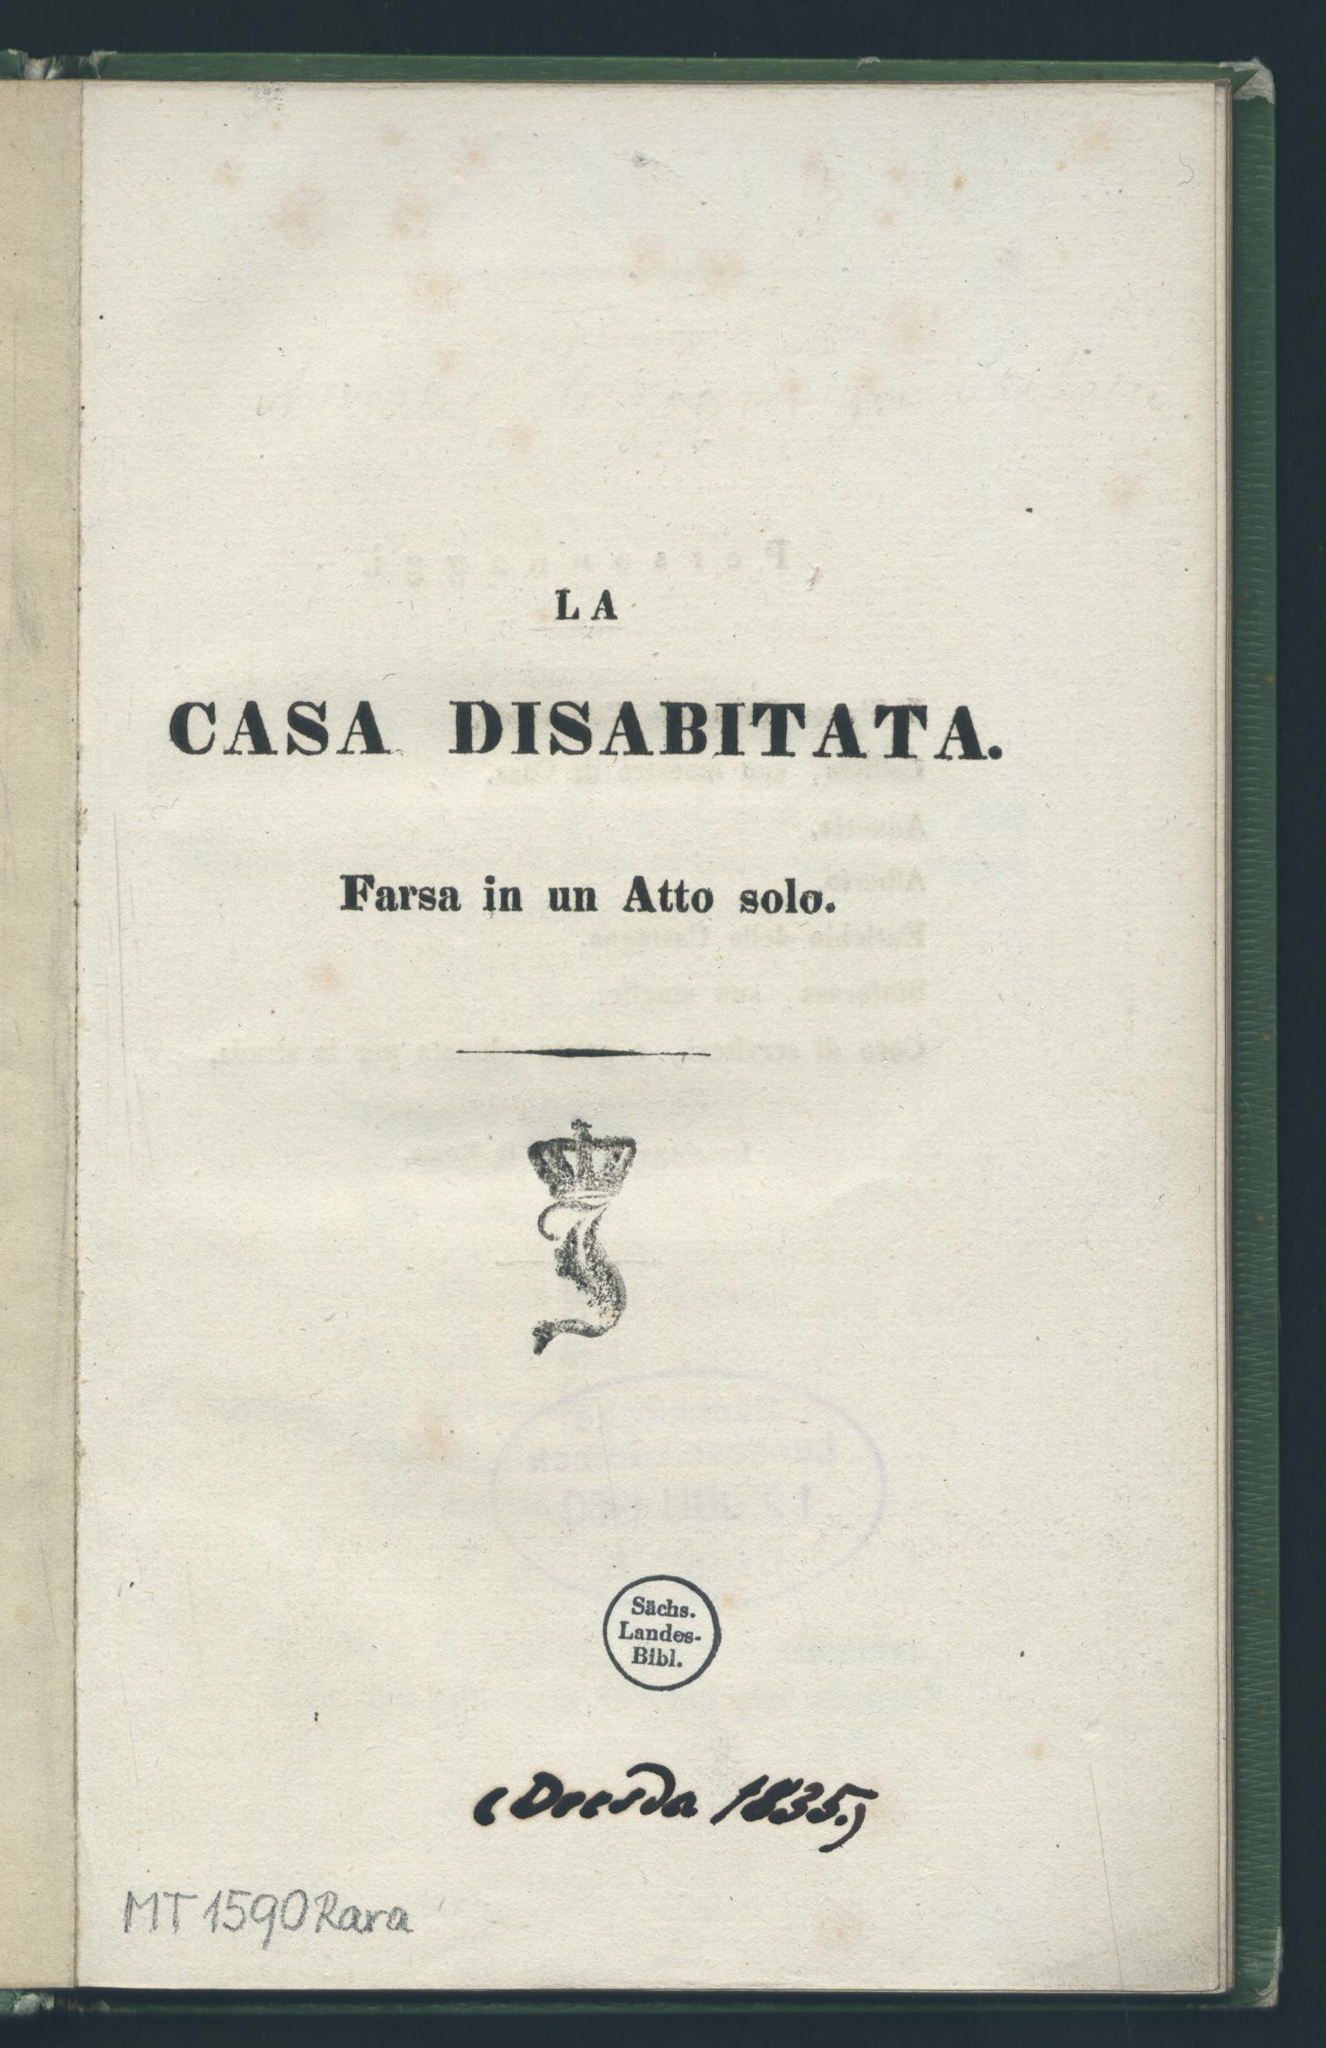 LA
CASA DISABITATA.
Farsa in un Atto solo.
Sächs.
Landes-
Bibl.
(Dresda 1835.)
MT 1590 Rara